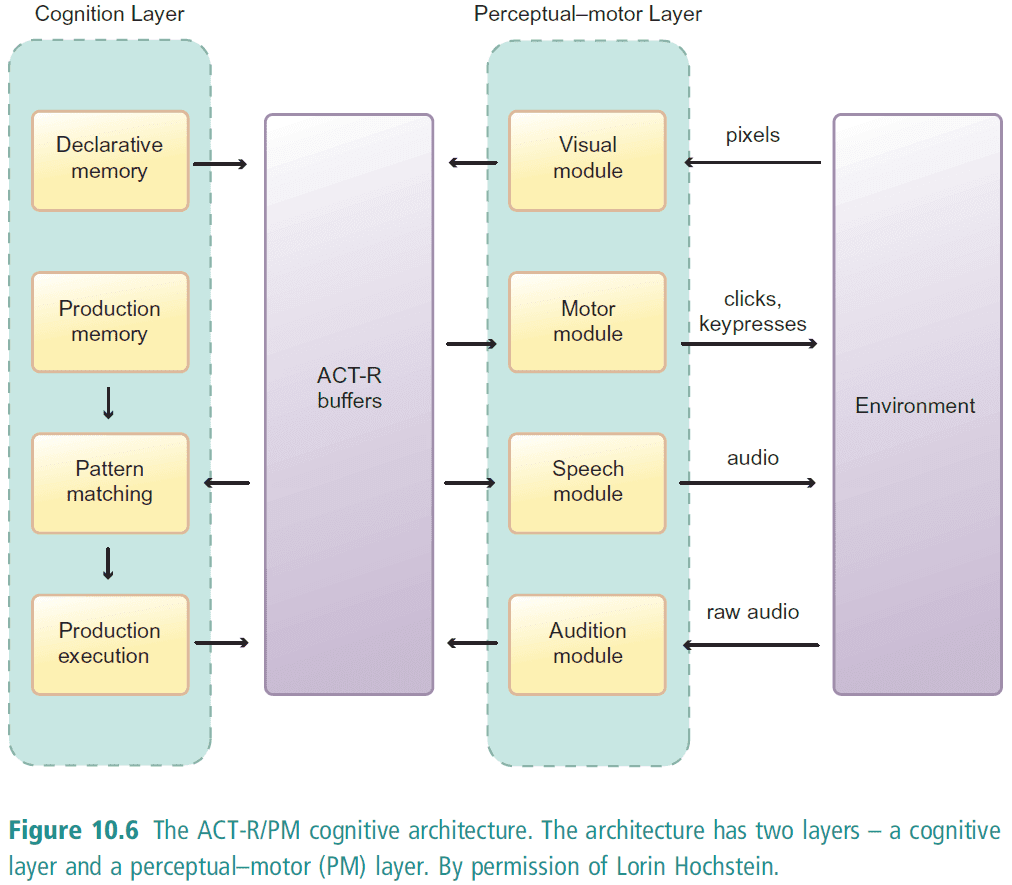 Cognition Layer
Perceptual–motor Layer
Declarative
memory
Visual
module
pixels
Production
memory
Motor
module
clicks,
keypresses
ACT-R
buffers
Environment
Pattern
matching
Speech
module
audio
Production
execution
Audition
module
raw audio
Figure 10.6 The ACT-R/PM cognitive architecture. The architecture has two layers – a cognitive
layer and a perceptual–motor (PM) layer. By permission of Lorin Hochstein.